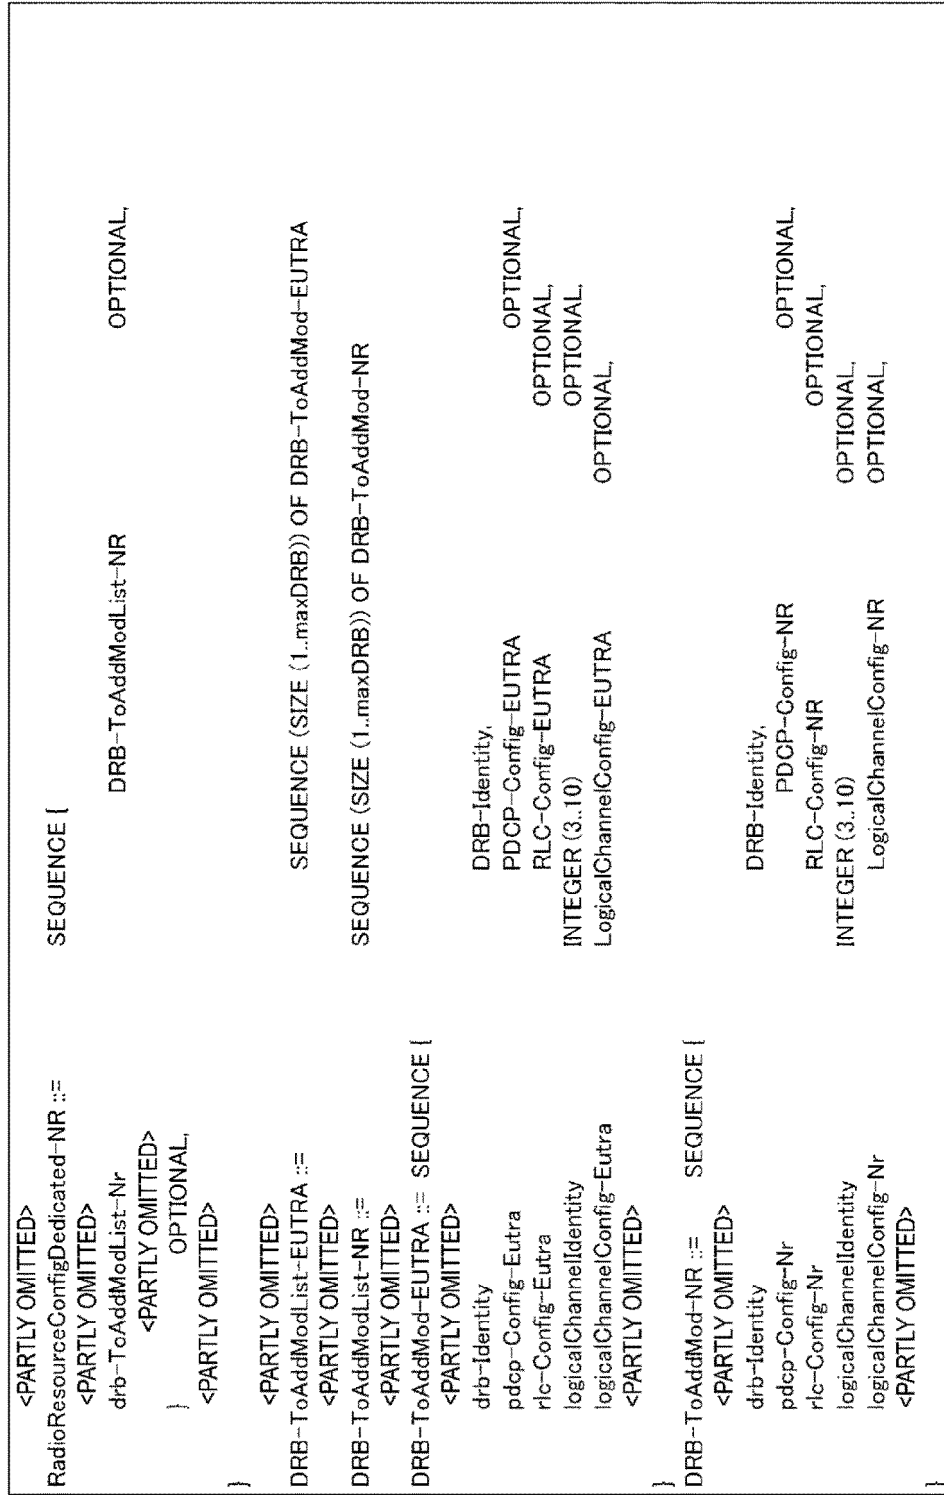 <PARTLY OMITTED>
RadioResourceConfigDedicated-NR ::= SEQUENCE {
<PARTLY OMITTED>
drb-ToAddModList-Nr DRB-ToAddModList-NR OPTIONAL,
<PARTLY OMITTED>
} OPTIONAL,
<PARTLY OMITTED>
}
<PARTLY OMITTED>
DRB-ToAddModList-EUTRA ::= SEQUENCE (SIZE (1..maxDRB)) OF DRB-ToAddMod-EUTRA
<PARTLY OMITTED>
DRB-ToAddModList-NR ::= SEQUENCE (SIZE (1..maxDRB)) OF DRB-ToAddMod-NR
<PARTLY OMITTED>
DRB-ToAddMod-EUTRA ::= SEQUENCE {
<PARTLY OMITTED>
drb-Identity DRB-Identity,
pdcp-Config-Eutra PDCP-Config-EUTRA OPTIONAL,
rlc-Config-Eutra RLC-Config-EUTRA OPTIONAL,
logicalChannelIdentity INTEGER (3..10) OPTIONAL,
logicalChannelConfig-Eutra LogicalChannelConfig-EUTRA OPTIONAL,
<PARTLY OMITTED>
}
DRB-ToAddMod-NR ::= SEQUENCE {
<PARTLY OMITTED>
drb-Identity DRB-Identity,
pdcp-Config-Nr PDCP-Config-NR OPTIONAL,
rlc-Config-Nr RLC-Config-NR OPTIONAL,
logicalChannelIdentity INTEGER (3..10) OPTIONAL,
logicalChannelConfig-Nr LogicalChannelConfig-NR OPTIONAL,
<PARTLY OMITTED>
}